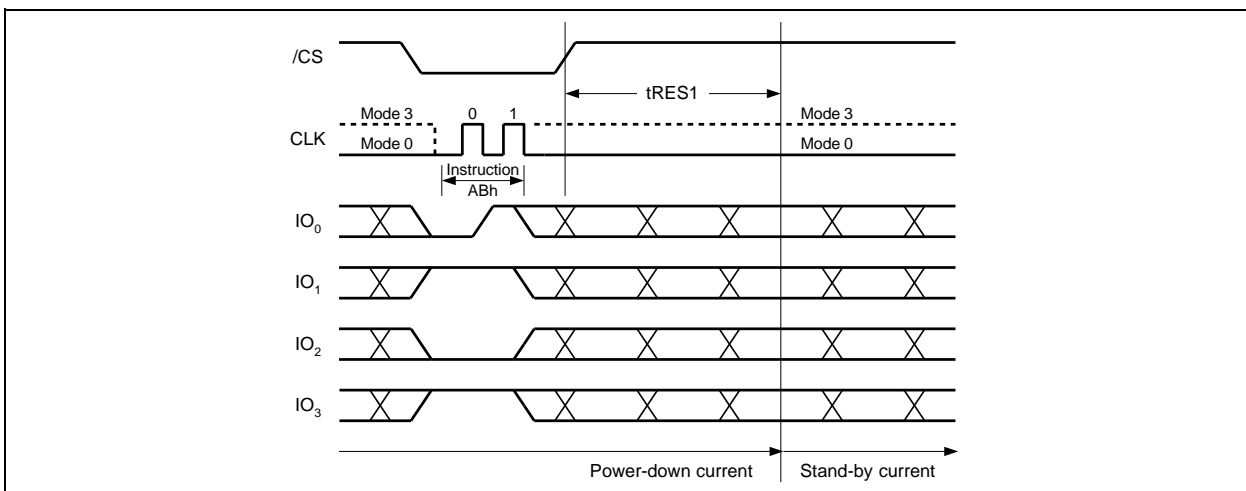 /CS
tRES1
Mode 3 0 1 Mode 3
CLK
Mode 0 Mode 0
Instruction
ABh
IO0
IO1
IO2
IO3
Power-down current Stand-by current